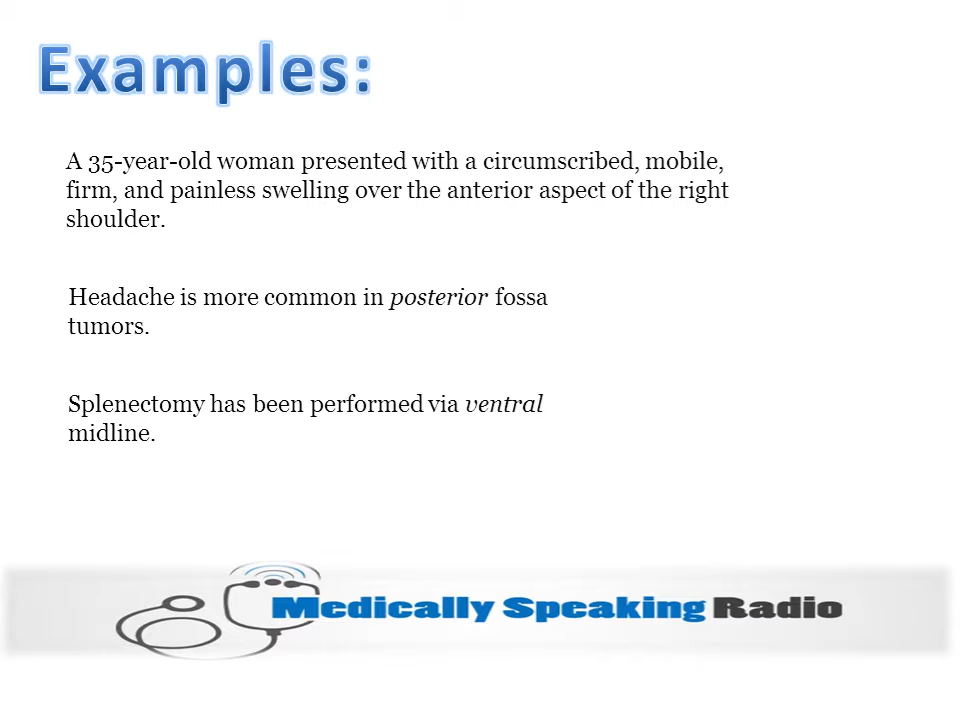 Examples:
A 35-year-old woman presented with a circumscribed, mobile,
firm, and painless swelling over the anterior aspect of the right
shoulder.
Headache is more common in posterior fossa
tumors.
Splenectomy has been performed via ventral
midline.
Medically Speaking Radio